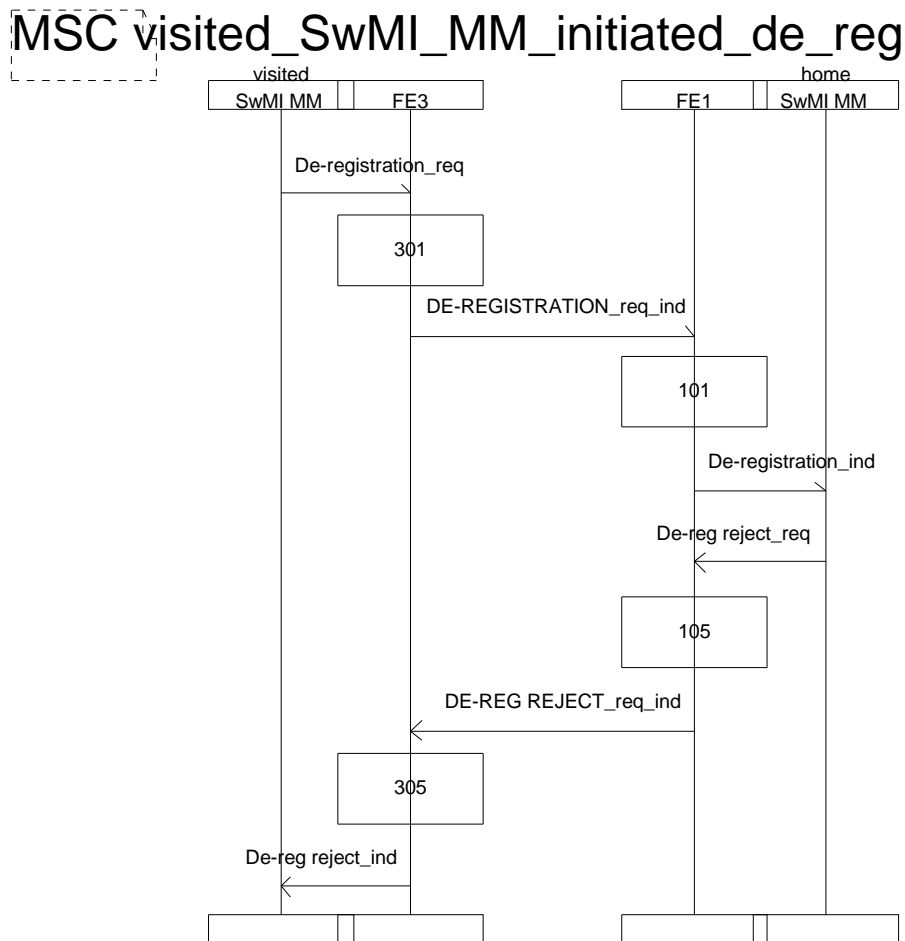 MSC visited_SwMI_MM_initiated_de_reg
visited
SwMI MM
FE3
FE1
home
SwMI MM
De-registration_req
301
DE-REGISTRATION_req_ind
101
De-registration_ind
De-reg reject_req
105
DE-REG REJECT_req_ind
305
De-reg reject_ind